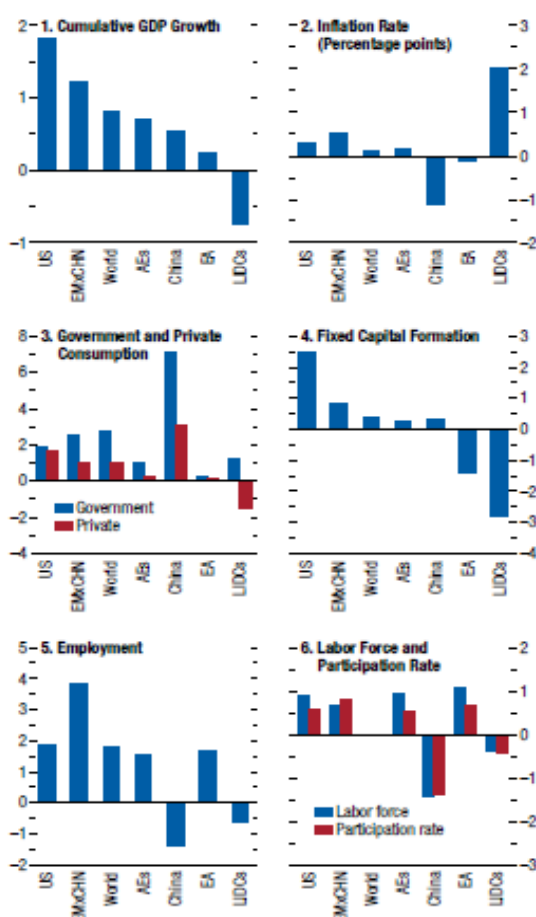 1. Cumulative GDP Growth
2
1
0
–1
US
EMxCHN
World
AEs
China
EA
LIDCs
2. Inflation Rate
(Percentage points)
3
2
1
0
–1
–2
US
EMxCHN
World
AEs
China
EA
LIDCs
3. Government and Private
Consumption
8
6
4
2
0
–2
–4
Government
Private
US
EMxCHN
World
AEs
China
EA
LIDCs
4. Fixed Capital Formation
3
2
1
0
–1
–2
–3
–4
US
EMxCHN
World
AEs
China
EA
LIDCs
5. Employment
5
4
3
2
1
0
–1
–2
US
MxCHN
World
AEs
China
EA
LIDCs
6. Labor Force and
Participation Rate
2
1
0
–1
–2
–3
Labor force
Participation rate
US
MxCHN
World
AEs
China
EA
LIDCs